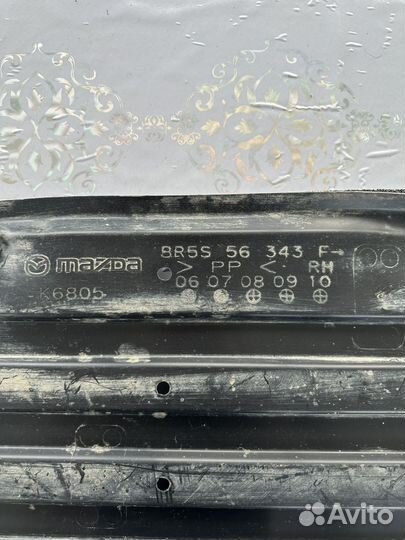 mazda
8R5S 56 343 F→
> PP < RH
K6805
06 07 08 09 10
Avito